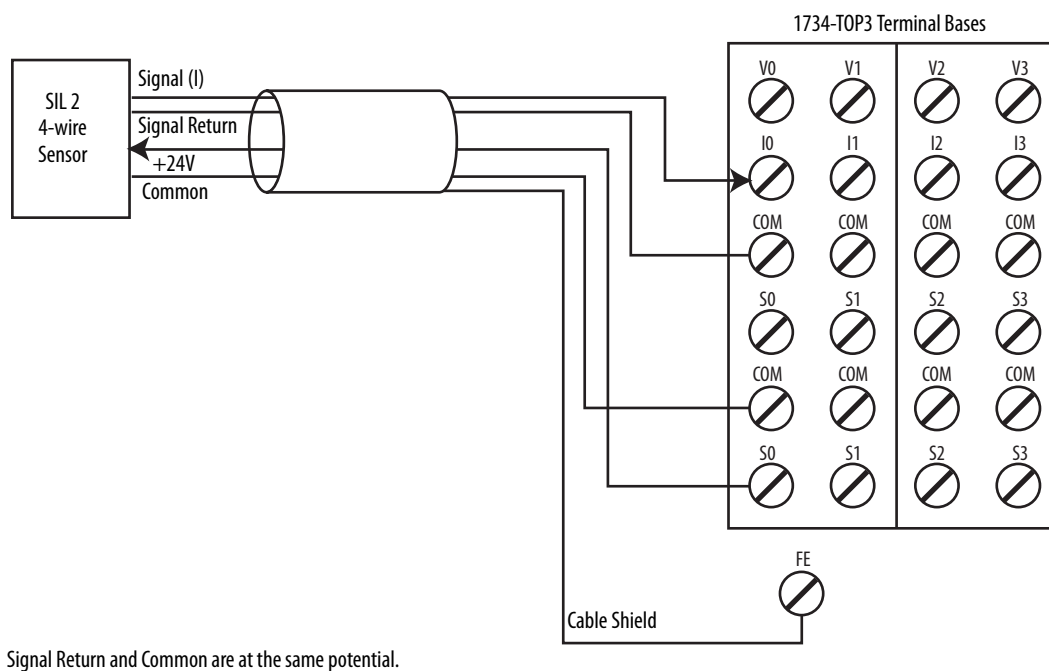 1734-TOP3 Terminal Bases
SIL 2
4-wire
Sensor
Signal (I)
Signal Return
+24V
Common
V0 V1 V2 V3
I0 I1 I2 I3
COM COM COM COM
S0 S1 S2 S3
COM COM COM COM
S0 S1 S2 S3
FE
Cable Shield
Signal Return and Common are at the same potential.